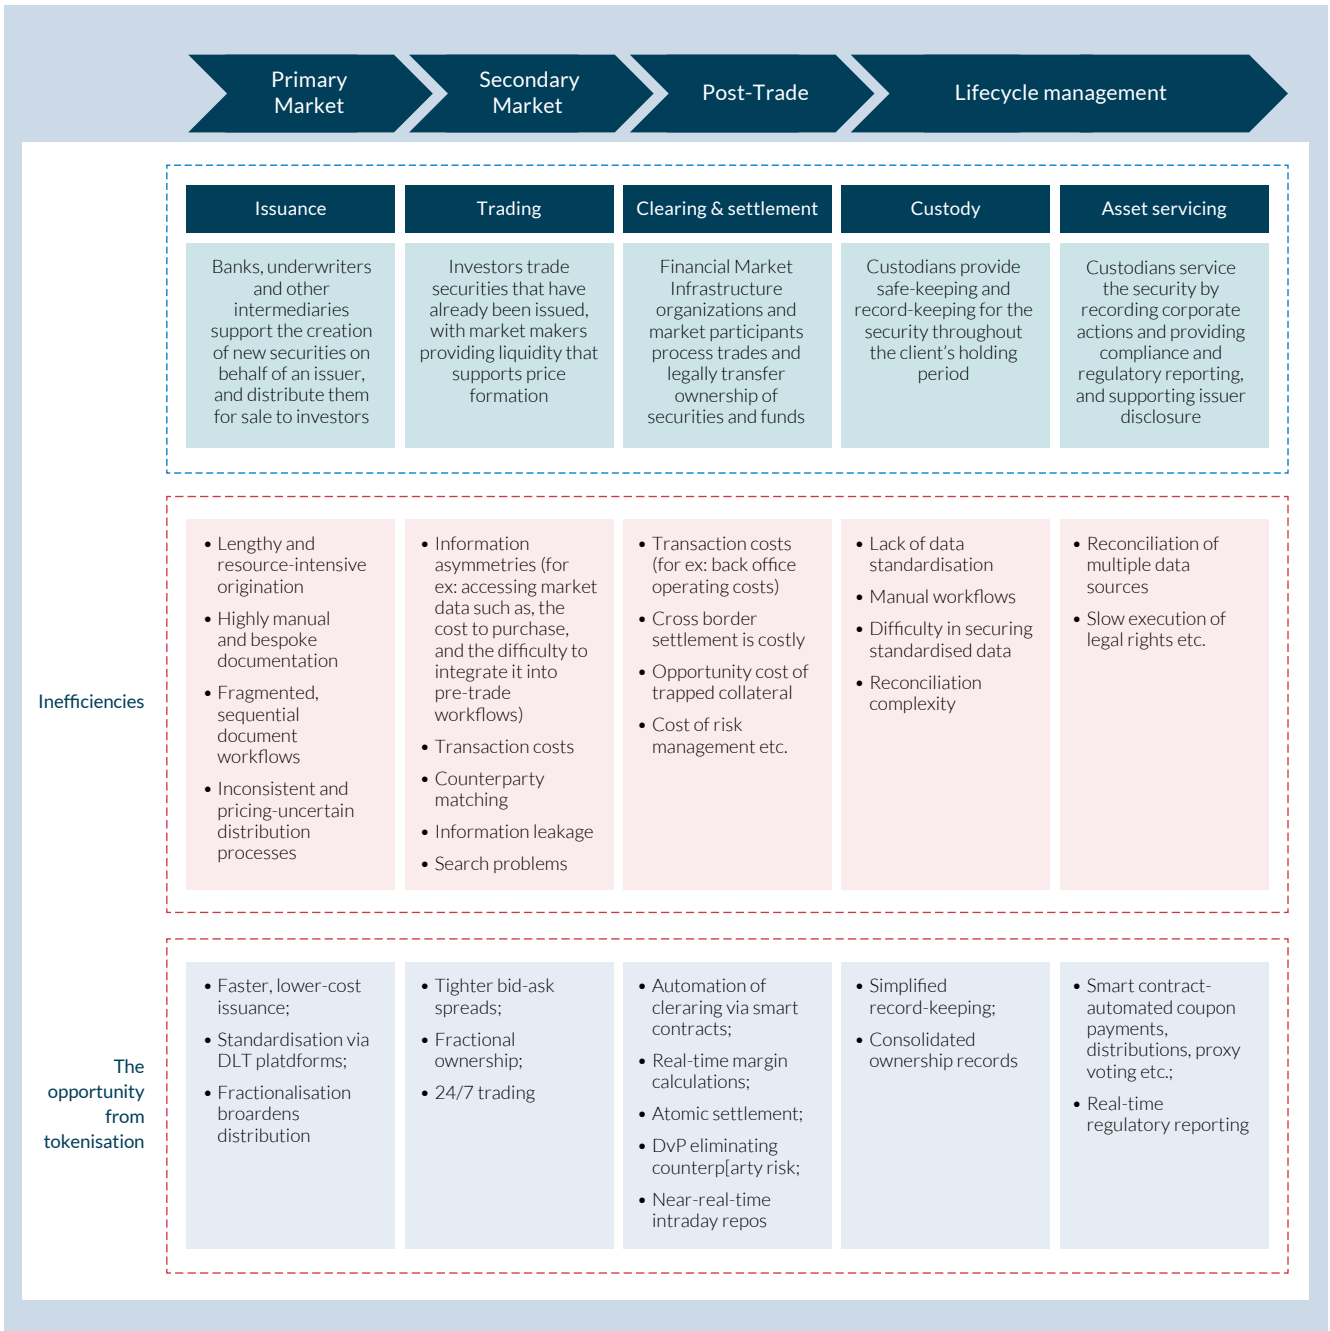 Primary
Market
Secondary
Market
Post-Trade
Lifecycle management
Issuance
Trading
Clearing & settlement
Custody
Asset servicing
Banks, underwriters
and other
intermediaries
support the creation
of new securities on
behalf of an issuer,
and distribute them
for sale to investors
Investors trade
securities that have
already been issued,
with market makers
providing liquidity that
supports price
formation
Financial Market
Infrastructure
organizations and
market participants
process trades and
legally transfer
ownership of
securities and funds
Custodians provide
safe-keeping and
record-keeping for the
security throughout
the client’s holding
period
Custodians service
the security by
recording corporate
actions and providing
compliance and
regulatory reporting,
and supporting issuer
disclosure
Inefficiencies
• Lengthy and
resource-intensive
origination
• Highly manual
and bespoke
documentation
• Fragmented,
sequential
document
workflows
• Inconsistent and
pricing-uncertain
distribution
processes
• Information
asymmetries (for
ex: accessing market
data such as, the
cost to purchase,
and the difficulty to
integrate it into
pre-trade
workflows)
• Transaction costs
• Counterparty
matching
• Information leakage
• Search problems
• Transaction costs
(for ex: back office
operating costs)
• Cross border
settlement is costly
• Opportunity cost of
trapped collateral
• Cost of risk
management etc.
• Lack of data
standardisation
• Manual workflows
• Difficulty in securing
standardised data
• Reconciliation
complexity
• Reconciliation of
multiple data
sources
• Slow execution of
legal rights etc.
The
opportunity
from
tokenisation
• Faster, lower-cost
issuance;
• Standardisation via
DLT platdforms;
• Fractionalisation
broardens
distribution
• Tighter bid-ask
spreads;
• Fractional
ownership;
• 24/7 trading
• Automation of
cleraring via smart
contracts;
• Real-time margin
calculations;
• Atomic settlement;
• DvP eliminating
counterp[arty risk;
• Near-real-time
intraday repos
• Simplified
record-keeping;
• Consolidated
ownership records
• Smart contract-
automated coupon
payments,
distributions, proxy
voting etc.;
• Real-time
regulatory reporting